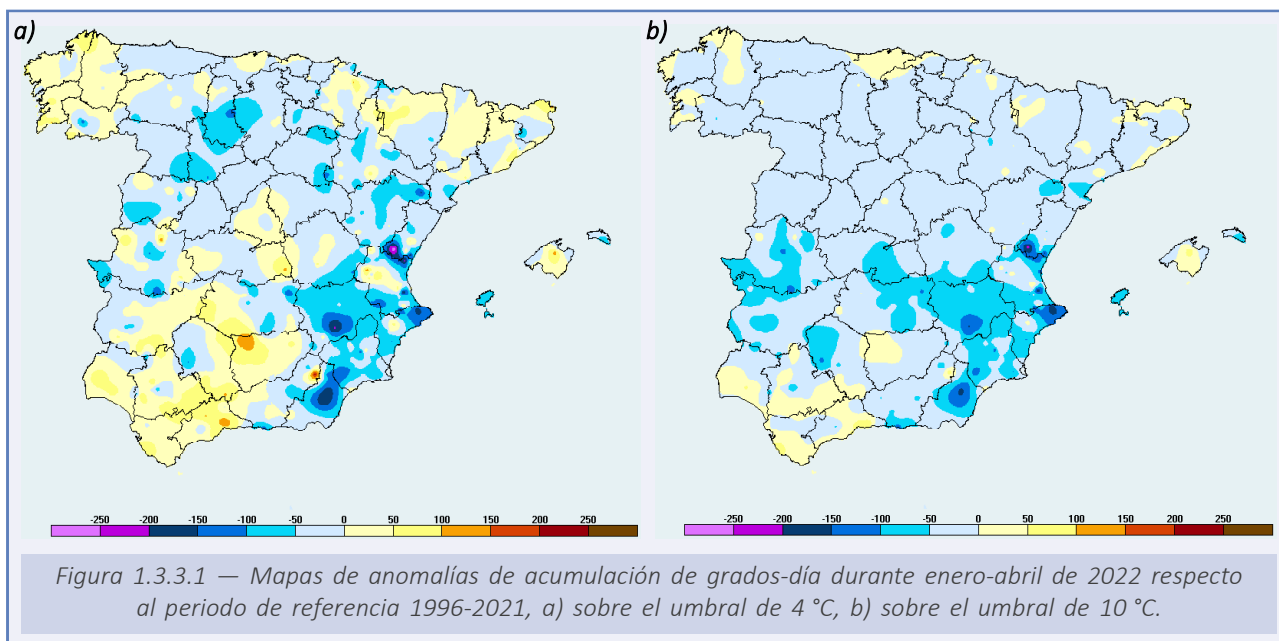 a)
b)
-250 -200 -150 -100 -50 0 50 100 150 200 250
-250 -200 -150 -100 -50 0 50 100 150 200 250
Figura 1.3.3.1 — Mapas de anomalías de acumulación de grados-día durante enero-abril de 2022 respecto
al periodo de referencia 1996-2021, a) sobre el umbral de 4 °C, b) sobre el umbral de 10 °C.